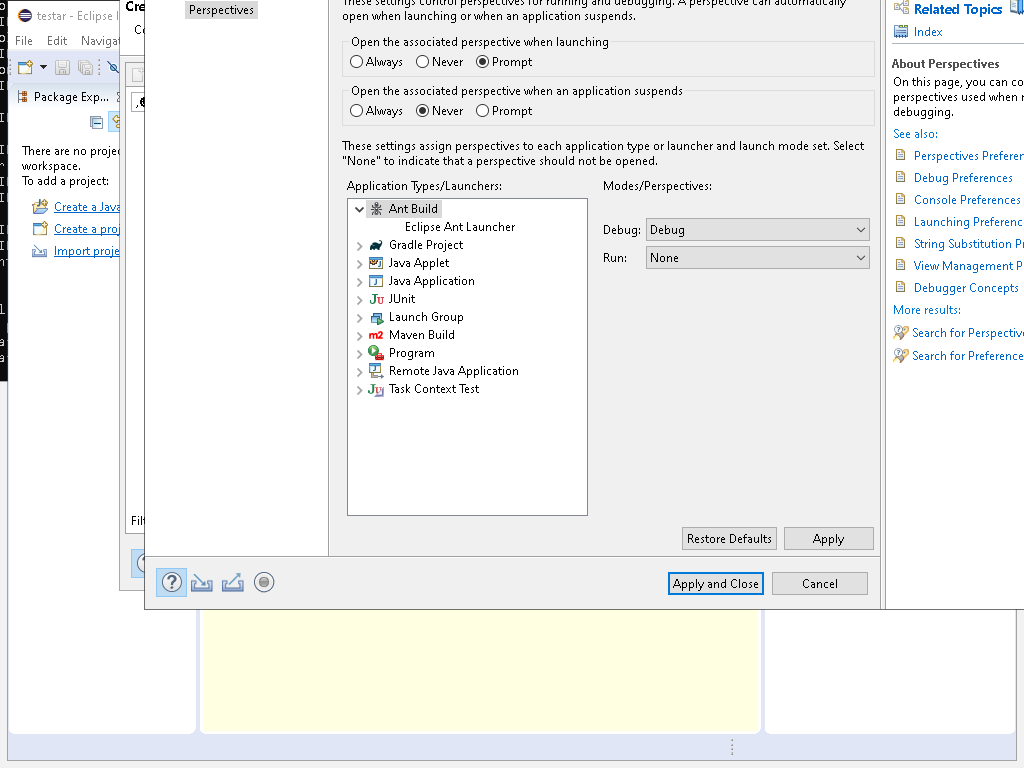 testar - Eclipse I
File Edit Navigat
Package Exp...
There are no proje
workspace.
To add a project:
Create a Java
Create a proj
Import proje
Cre
Filt
Perspectives
These settings control perspectives for running and debugging. A perspective can automatically
open when launching or when an application suspends.
Open the associated perspective when launching
Always Never Prompt
Open the associated perspective when an application suspends
Always Never Prompt
These settings assign perspectives to each application type or launcher and launch mode set. Select
"None" to indicate that a perspective should not be opened.
Application Types/Launchers:
Ant Build
Eclipse Ant Launcher
Gradle Project
Java Applet
Java Application
JUnit
Launch Group
Maven Build
Program
Remote Java Application
Task Context Test
Modes/Perspectives:
Debug: Debug
Run: None
Restore Defaults Apply
Apply and Close Cancel
Related Topics
Index
About Perspectives
On this page, you can co
perspectives used when r
debugging.
See also:
Perspectives Preferen
Debug Preferences
Console Preferences
Launching Preferenc
String Substitution Pr
View Management P
Debugger Concepts
More results:
Search for Perspective
Search for Preference